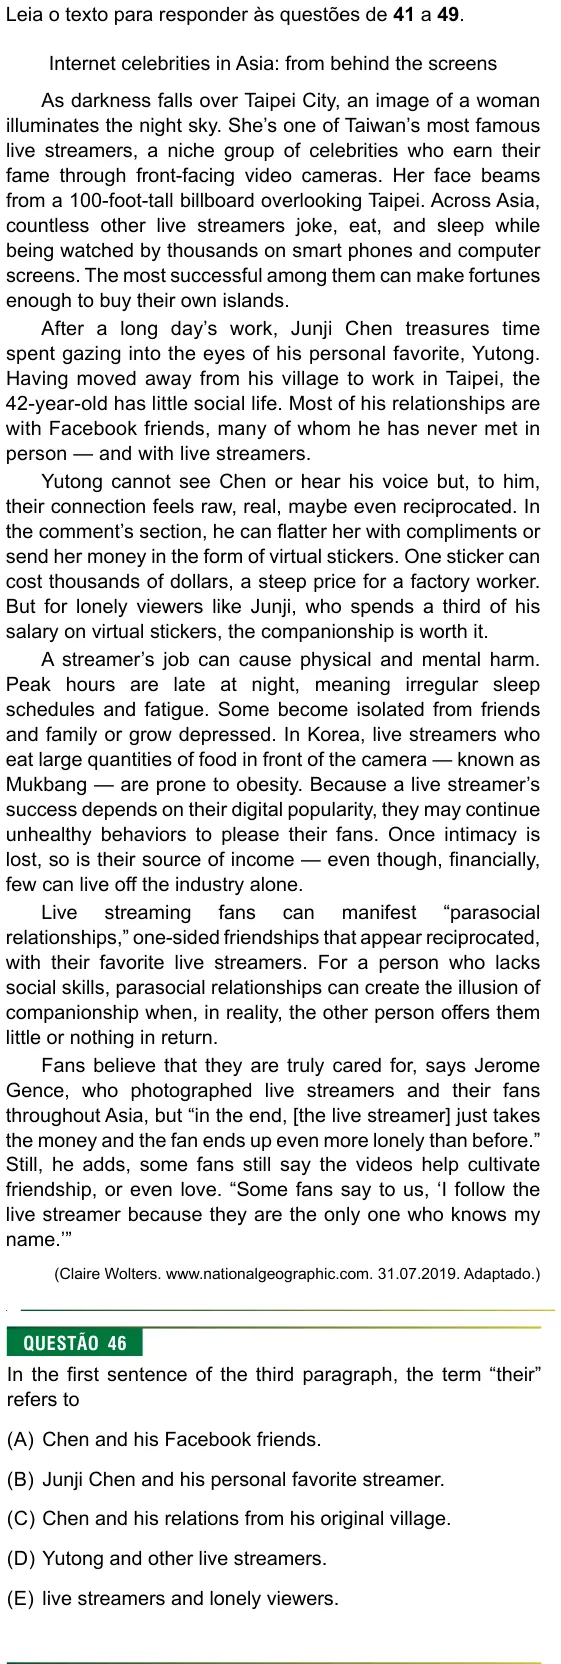 Leia o texto para responder às questões de 41 a 49.
Internet celebrities in Asia: from behind the screens
As darkness falls over Taipei City, an image of a woman
illuminates the night sky. She’s one of Taiwan’s most famous
live streamers, a niche group of celebrities who earn their
fame through front-facing video cameras. Her face beams
from a 100-foot-tall billboard overlooking Taipei. Across Asia,
countless other live streamers joke, eat, and sleep while
being watched by thousands on smart phones and computer
screens. The most successful among them can make fortunes
enough to buy their own islands.
After a long day’s work, Junji Chen treasures time
spent gazing into the eyes of his personal favorite, Yutong.
Having moved away from his village to work in Taipei, the
42-year-old has little social life. Most of his relationships are
with Facebook friends, many of whom he has never met in
person — and with live streamers.
Yutong cannot see Chen or hear his voice but, to him,
their connection feels raw, real, maybe even reciprocated. In
the comment’s section, he can flatter her with compliments or
send her money in the form of virtual stickers. One sticker can
cost thousands of dollars, a steep price for a factory worker.
But for lonely viewers like Junji, who spends a third of his
salary on virtual stickers, the companionship is worth it.
A streamer’s job can cause physical and mental harm.
Peak hours are late at night, meaning irregular sleep
schedules and fatigue. Some become isolated from friends
and family or grow depressed. In Korea, live streamers who
eat large quantities of food in front of the camera — known as
Mukbang — are prone to obesity. Because a live streamer’s
success depends on their digital popularity, they may continue
unhealthy behaviors to please their fans. Once intimacy is
lost, so is their source of income — even though, financially,
few can live off the industry alone.
Live streaming fans can manifest “parasocial
relationships,” one-sided friendships that appear reciprocated,
with their favorite live streamers. For a person who lacks
social skills, parasocial relationships can create the illusion of
companionship when, in reality, the other person offers them
little or nothing in return.
Fans believe that they are truly cared for, says Jerome
Gence, who photographed live streamers and their fans
throughout Asia, but “in the end, [the live streamer] just takes
the money and the fan ends up even more lonely than before.”
Still, he adds, some fans still say the videos help cultivate
friendship, or even love. “Some fans say to us, ‘I follow the
live streamer because they are the only one who knows my
name.’”
(Claire Wolters. www.nationalgeographic.com. 31.07.2019. Adaptado.)
QUESTÃO 46
In the first sentence of the third paragraph, the term “their”
refers to
(A) Chen and his Facebook friends.
(B) Junji Chen and his personal favorite streamer.
(C) Chen and his relations from his original village.
(D) Yutong and other live streamers.
(E) live streamers and lonely viewers.